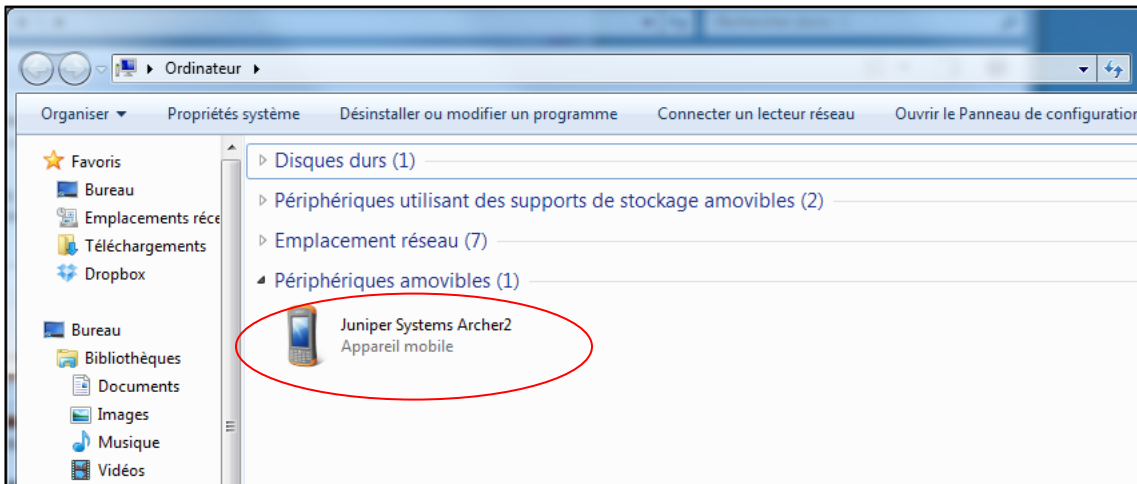 Ordinateur
Organiser
Propriétés système
Désinstaller ou modifier un programme
Connecter un lecteur réseau
Ouvrir le Panneau de configuration
Favoris
Bureau
Emplacements réce
Téléchargements
Dropbox
Bureau
Bibliothèques
Documents
Images
Musique
Vidéos
Disques durs (1)
Périphériques utilisant des supports de stockage amovibles (2)
Emplacement réseau (7)
Périphériques amovibles (1)
Juniper Systems Archer2
Appareil mobile